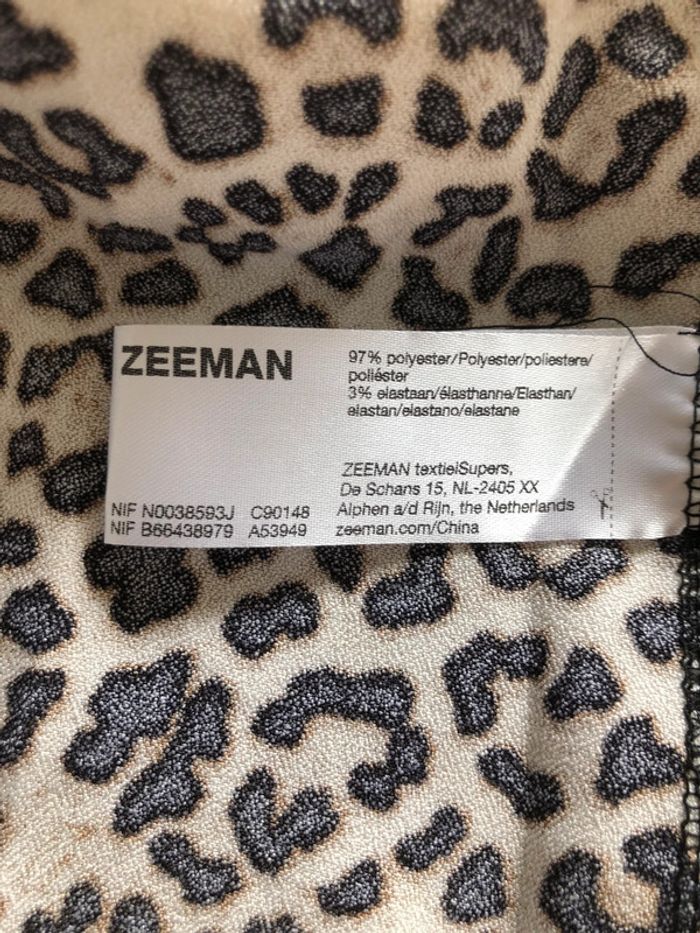 ZEEMAN
97% polyester/Polyester/poliestere/
poliéster
3% elastaan/élasthanne/Elasthan/
elastan/elastano/elastane
ZEEMAN textielSupers,
De Schans 15, NL-2405 XX
Alphen a/d Rijn, the Netherlands
zeeman.com/China
NIF N0038593J C90148
NIF B66438979 A53949